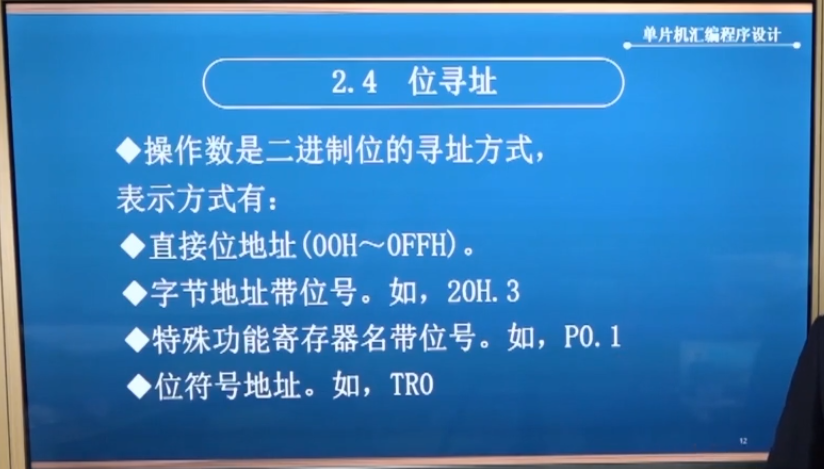 单片机汇编程序设计
2.4 位寻址
◆操作数是二进制位的寻址方式，
表示方式有：
◆直接位地址(00H～0FFH)。
◆字节地址带位号。如，20H.3
◆特殊功能寄存器名带位号。如，P0.1
◆位符号地址。如，TR0
12